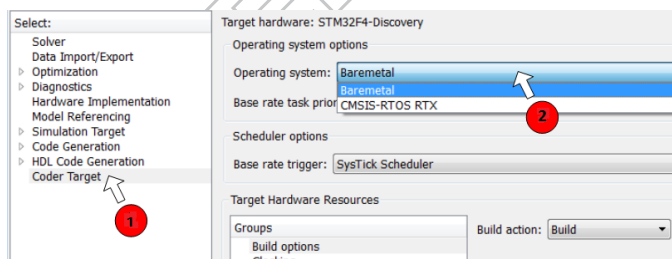 Select:
Solver
Data Import/Export
Optimization
Diagnostics
Hardware Implementation
Model Referencing
Simulation Target
Code Generation
HDL Code Generation
Coder Target
1
Target hardware: STM32F4-Discovery
Operating system options
Operating system: Baremetal
Baremetal
Base rate task prior CMSIS-RTOS RTX
2
Scheduler options
Base rate trigger: SysTick Scheduler
Target Hardware Resources
Groups
Build action: Build
Build options